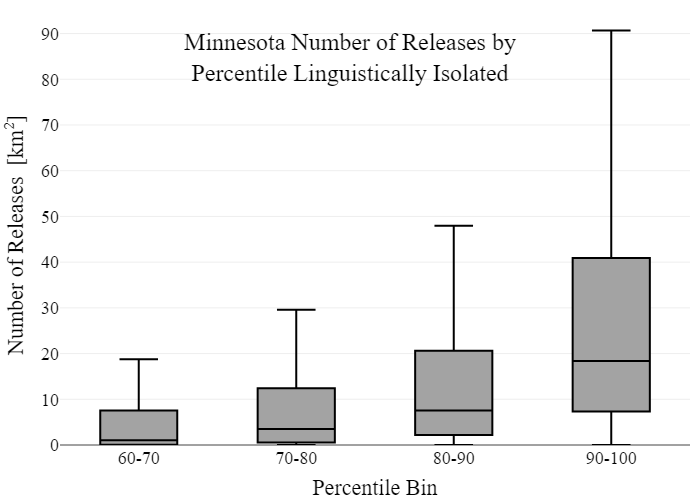 Minnesota Number of Releases by
Percentile Linguistically Isolated
Number of Releases [km²]
90
80
70
60
50
40
30
20
10
0
60-70 70-80 80-90 90-100
Percentile Bin